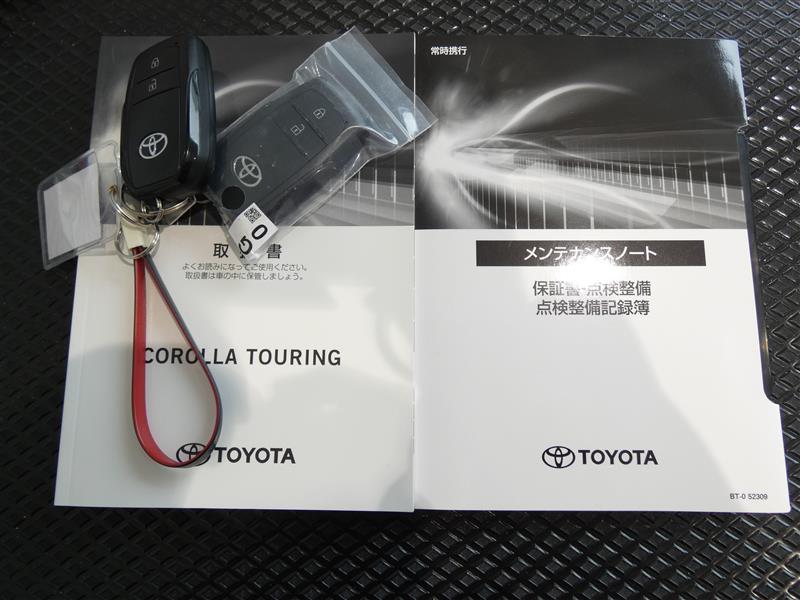 取 書
よくお読みになってご使用ください。
取扱書は車の中に保管しましょう。
COROLLA TOURING
TOYOTA
常時携行
メンテナンスノート
保証書・点検整備
点検整備記録簿
TOYOTA
BT-0 52309